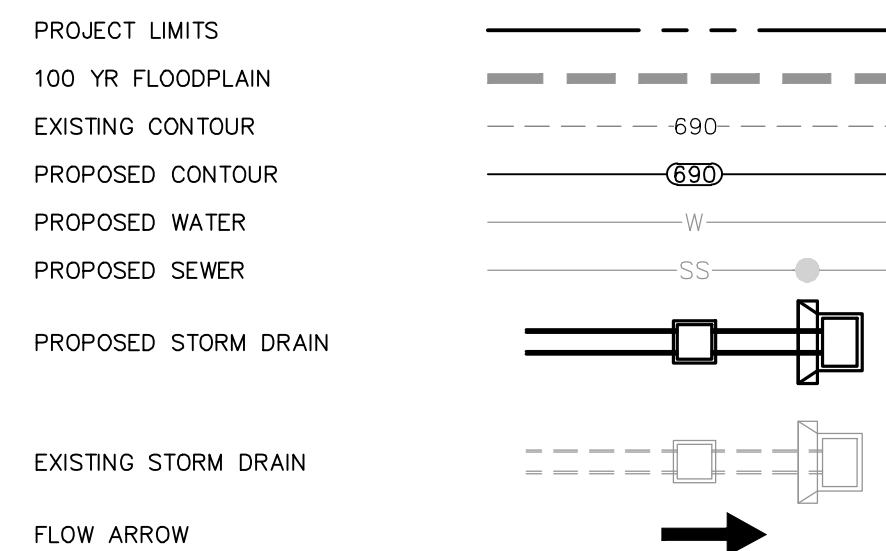 PROJECT LIMITS
100 YR FLOODPLAIN
EXISTING CONTOUR 690
PROPOSED CONTOUR 690
PROPOSED WATER W
PROPOSED SEWER SS
PROPOSED STORM DRAIN
EXISTING STORM DRAIN
FLOW ARROW